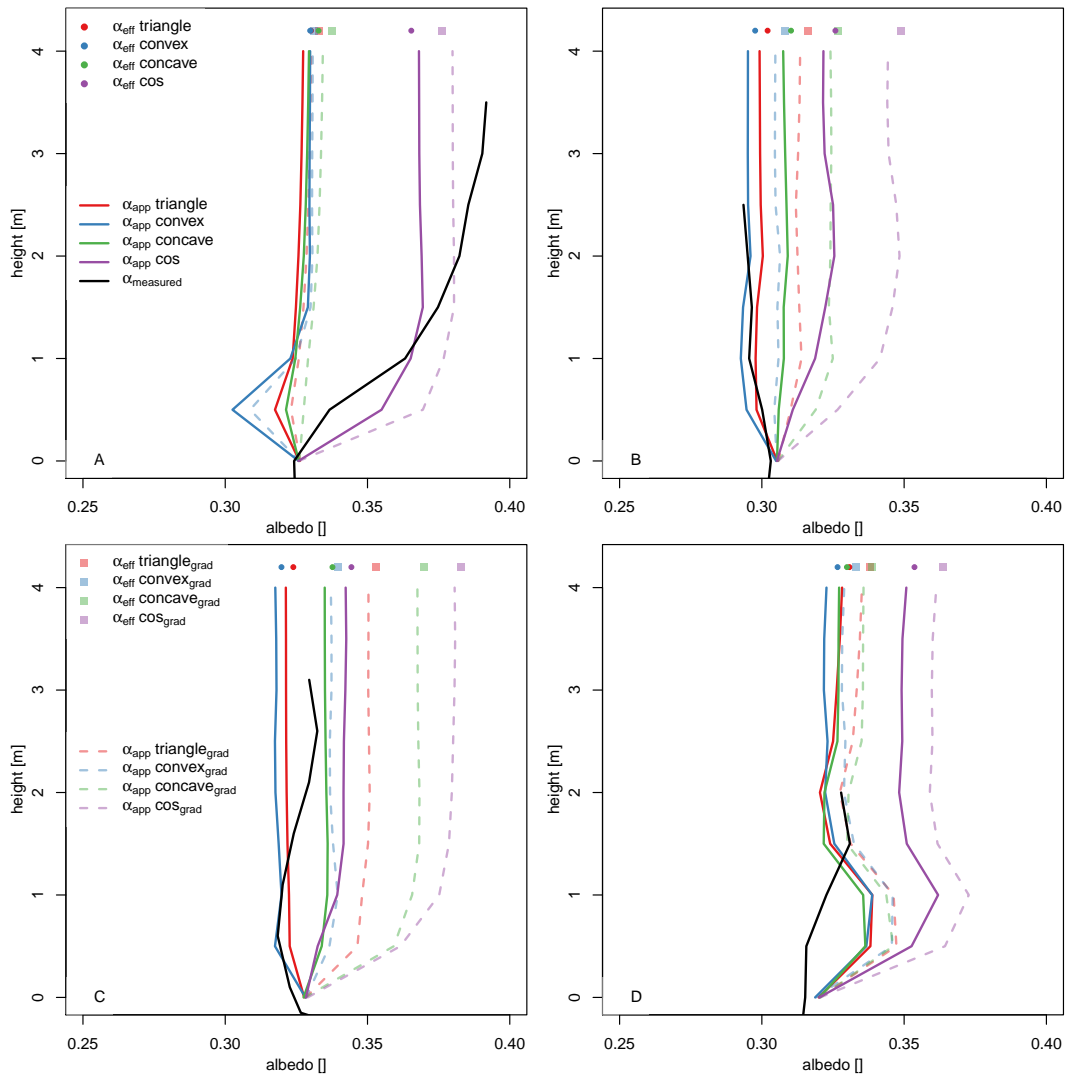 α_eff triangle
α_eff convex
α_eff concave
α_eff cos
α_app triangle
α_app convex
α_app concave
α_app cos
α_measured
A
height [m]
0 1 2 3 4
0.25 0.30 0.35 0.40
albedo []
B
height [m]
0 1 2 3 4
0.25 0.30 0.35 0.40
albedo []
α_eff triangle_grad
α_eff convex_grad
α_eff concave_grad
α_eff cos_grad
α_app triangle_grad
α_app convex_grad
α_app concave_grad
α_app cos_grad
C
height [m]
0 1 2 3 4
0.25 0.30 0.35 0.40
albedo []
D
height [m]
0 1 2 3 4
0.25 0.30 0.35 0.40
albedo []